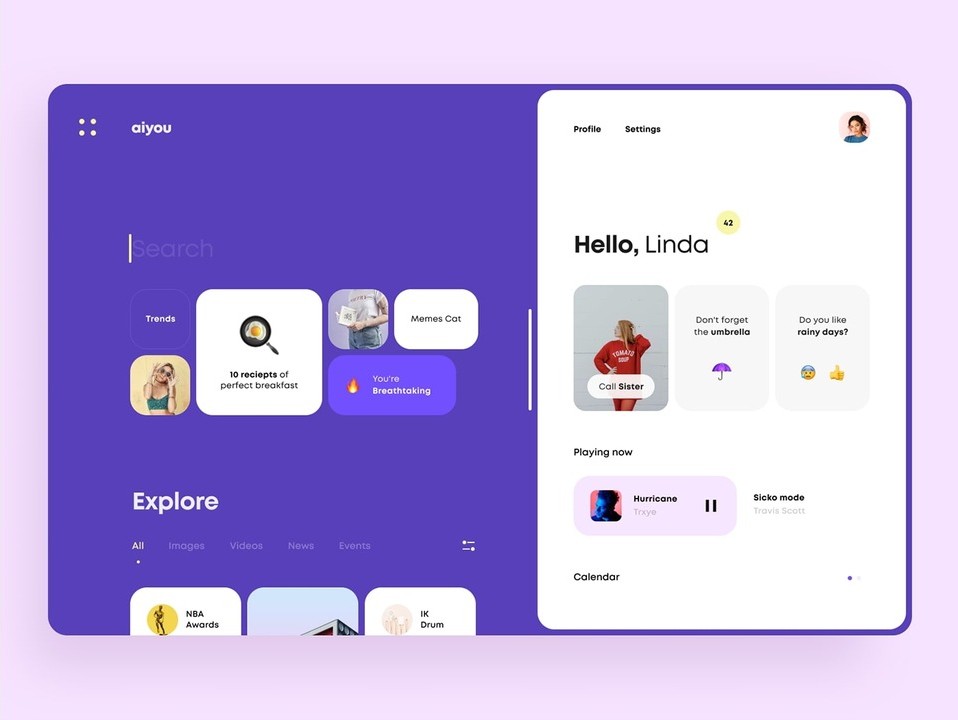 aiyou
Search
Trends
10 reciepts of
perfect breakfast
Memes Cat
You're
Breathtaking
Explore
All Images Videos News Events
NBA
Awards
IK
Drum
Profile Settings
42
Hello, Linda
TOMATO
SOUP
Call Sister
Don't forget
the umbrella
Do you like
rainy days?
Playing now
Hurricane
Trxye
Sicko mode
Travis Scott
Calendar